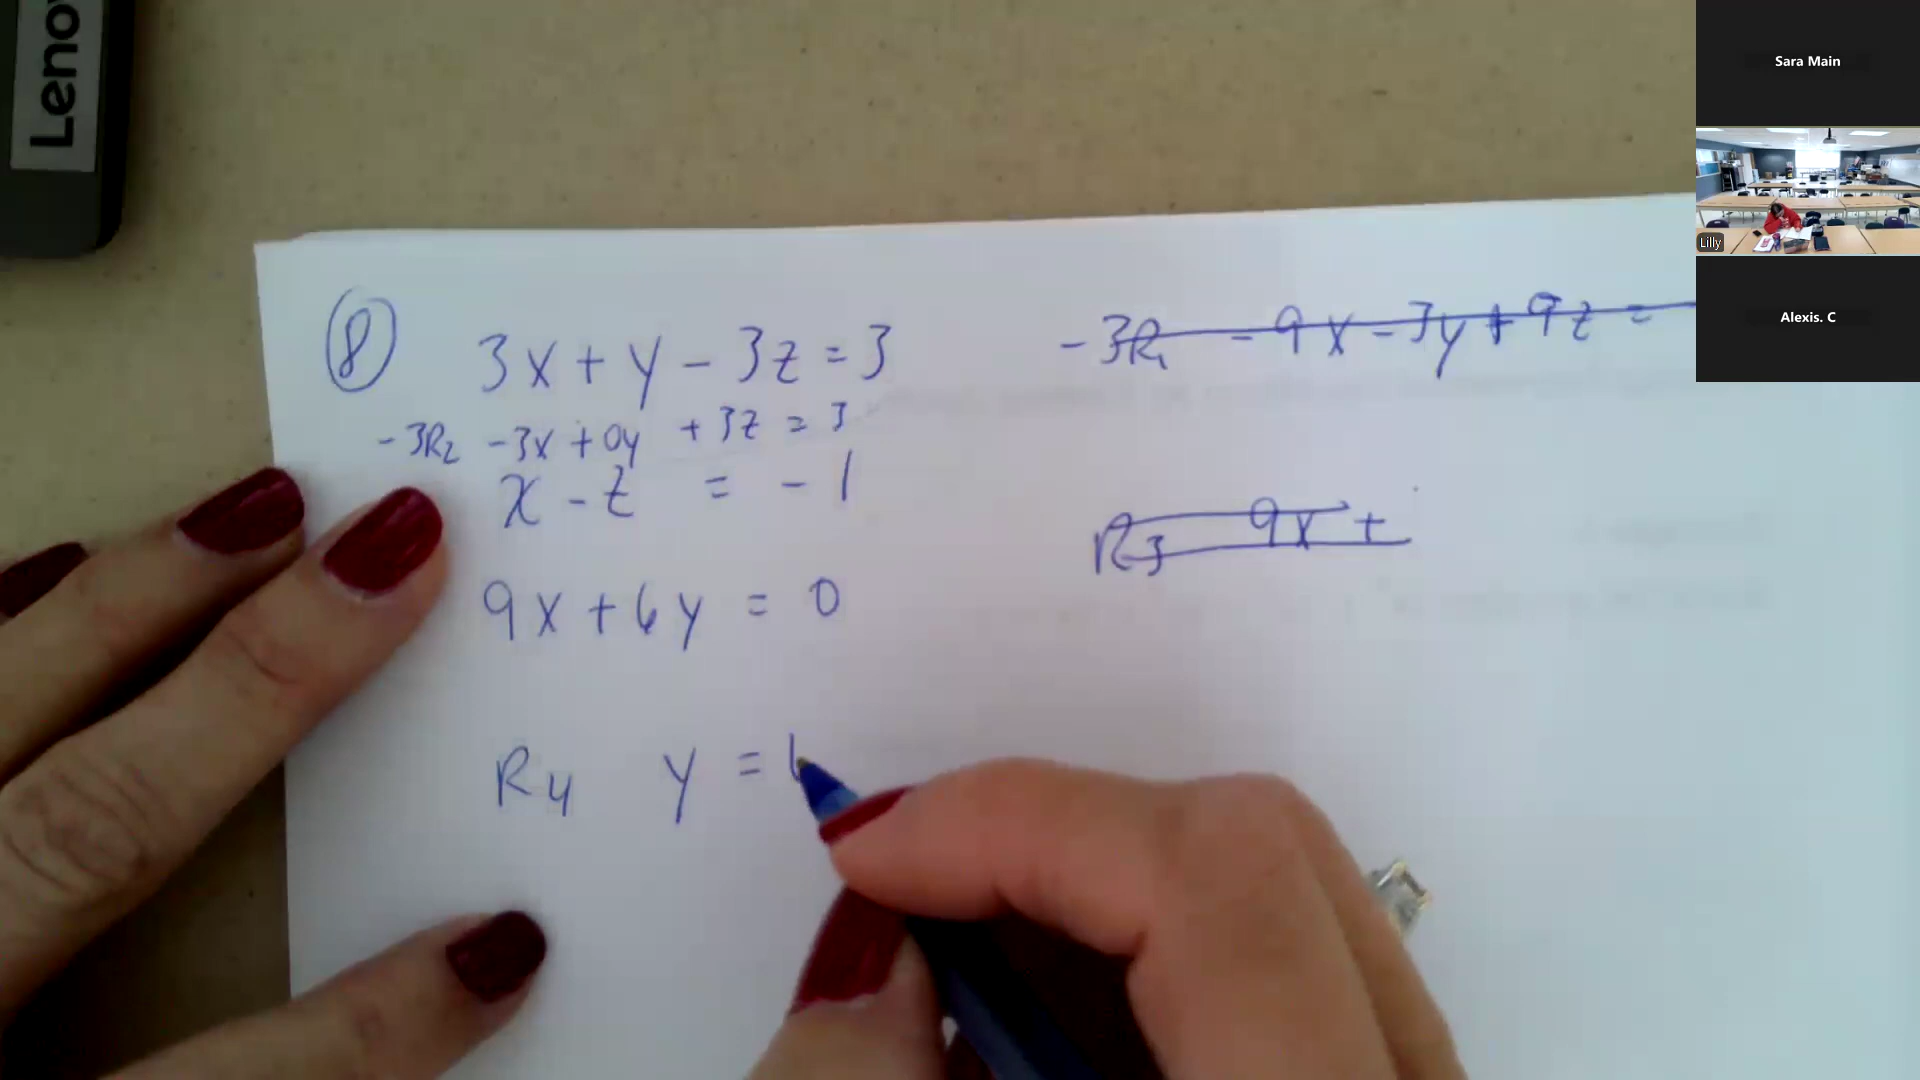 Leno
⑧ 3x + y - 3z = 3
-3R₂ -3x + 0y + 3z = 3
x - z = -1
9x + 6y = 0
R4 y = 6
-3R₁ -9x - 3y + 9z =
R3 9x +
Sara Main
Lilly
Alexis. C